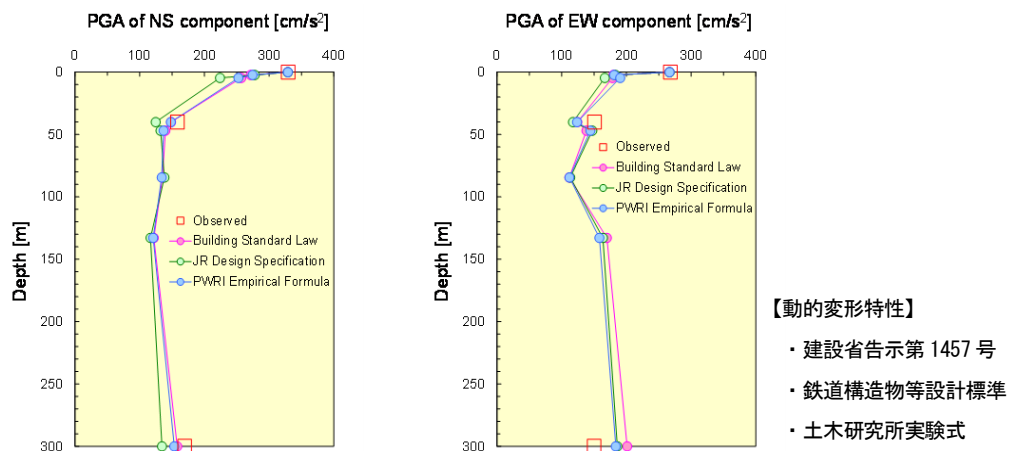 PGA of NS component [cm/s²]
0 100 200 300 400
0
50
100
150
200
250
300
Depth [m]
Observed
Building Standard Law
JR Design Specification
PWRI Empirical Formula
PGA of EW component [cm/s²]
0 100 200 300 400
0
50
100
150
200
250
300
Depth [m]
Observed
Building Standard Law
JR Design Specification
PWRI Empirical Formula
【動的変形特性】
・建設省告示第 1457 号
・鉄道構造物等設計標準
・土木研究所実験式